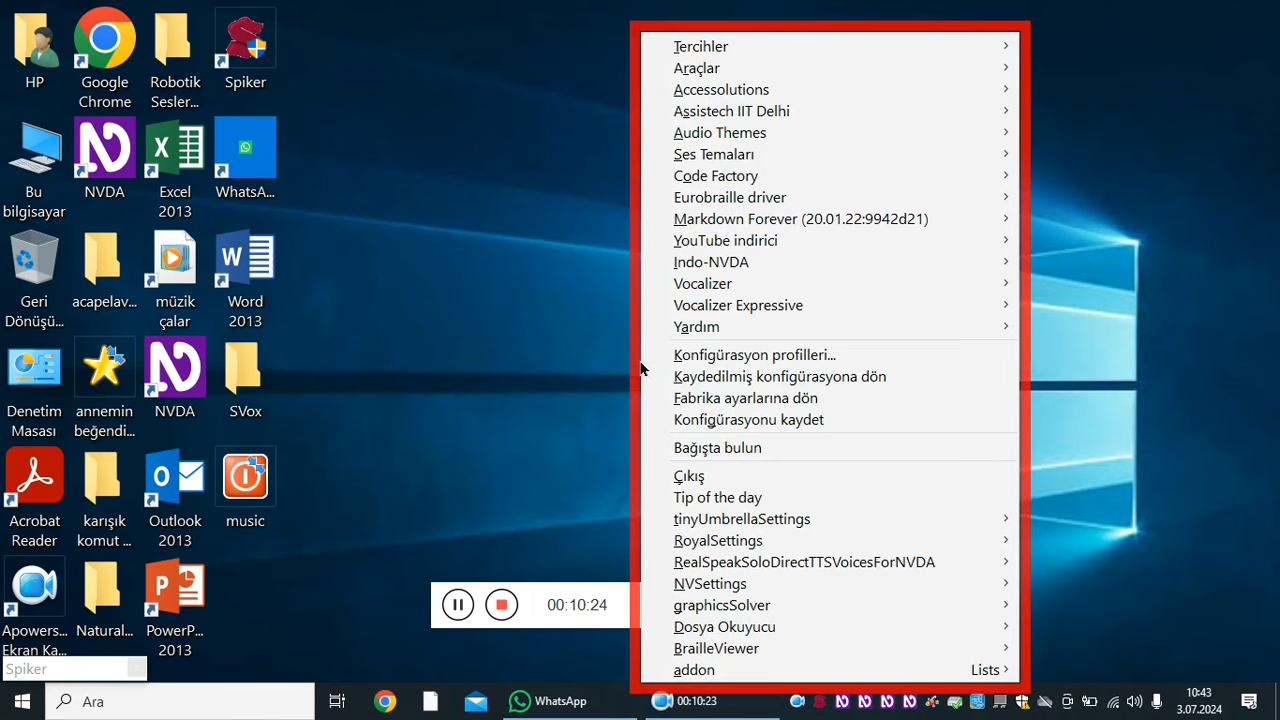 HP
Google
Chrome
Robotik
Sesler...
Spiker
Bu
bilgisayar
NVDA
Excel
2013
WhatsA...
Geri
Dönüşü...
acapelav...
müzik
çalar
Word
2013
Denetim
Masası
annemin
beğendi...
NVDA
SVox
Acrobat
Reader
karışık
komut ...
Outlook
2013
music
Apowers...
Ekran Ka...
Natural...
PowerP...
2013
Spiker
Tercihler
Araçlar
Accessolutions
Assistech IIT Delhi
Audio Themes
Ses Temaları
Code Factory
Eurobraille driver
Markdown Forever (20.01.22:9942d21)
YouTube indirici
Indo-NVDA
Vocalizer
Vocalizer Expressive
Yardım
Konfigürasyon profilleri...
Kaydedilmiş konfigürasyona dön
Fabrika ayarlarına dön
Konfigürasyonu kaydet
Bağışta bulun
Çıkış
Tip of the day
tinyUmbrellaSettings
RoyalSettings
RealSpeakSoloDirectTTSVoicesForNVDA
NVSettings
graphicsSolver
Dosya Okuyucu
BrailleViewer
addon Lists
00:10:24
Ara
WhatsApp
00:10:23
10:43
3.07.2024